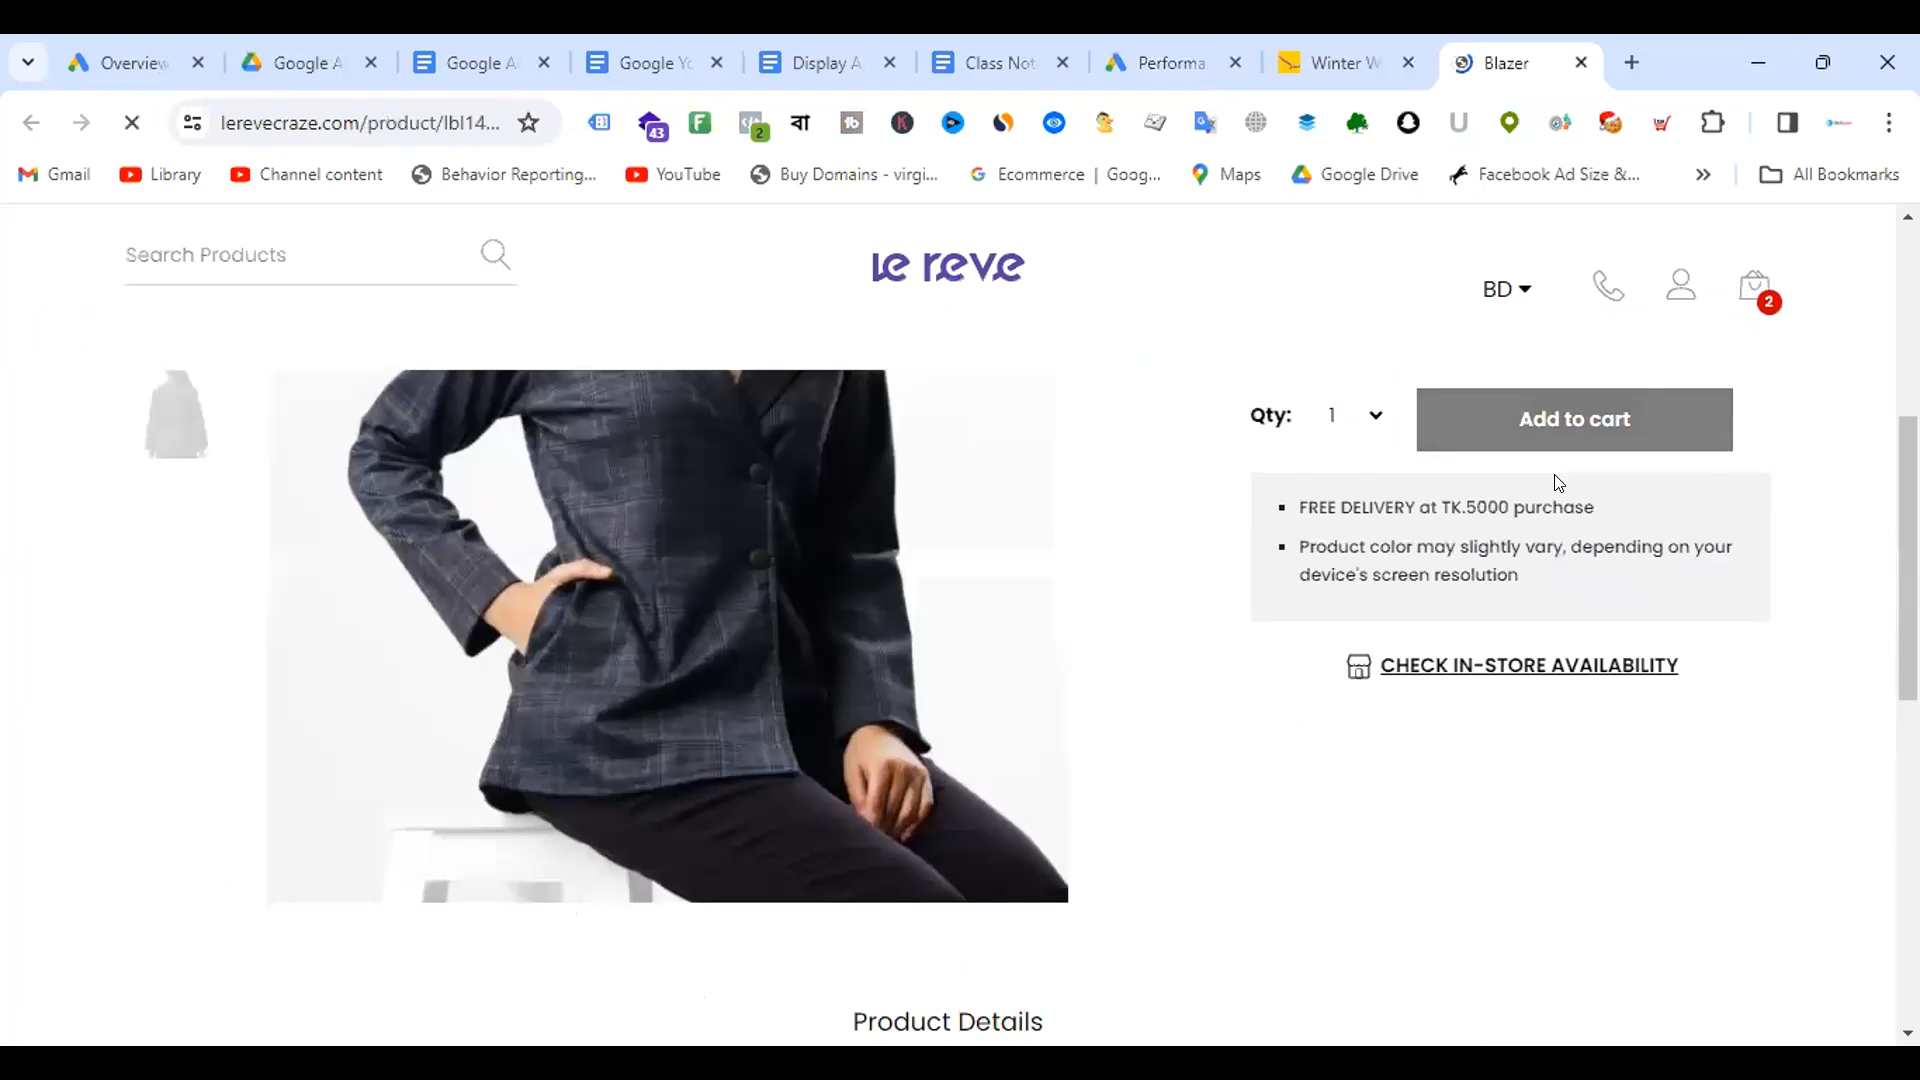 Overview
Google A
Google A
Google Yo
Display A
Class Not
Performa
Winter W
Blazer
lerevecraze.com/product/lbl14...
43
2
বা
Gmail
Library
Channel content
Behavior Reporting...
YouTube
Buy Domains - virgi...
Ecommerce | Goog...
Maps
Google Drive
Facebook Ad Size &...
All Bookmarks
Search Products
le reve
BD
2
Qty: 1
Add to cart
FREE DELIVERY at TK.5000 purchase
Product color may slightly vary, depending on your
device's screen resolution
CHECK IN-STORE AVAILABILITY
Product Details